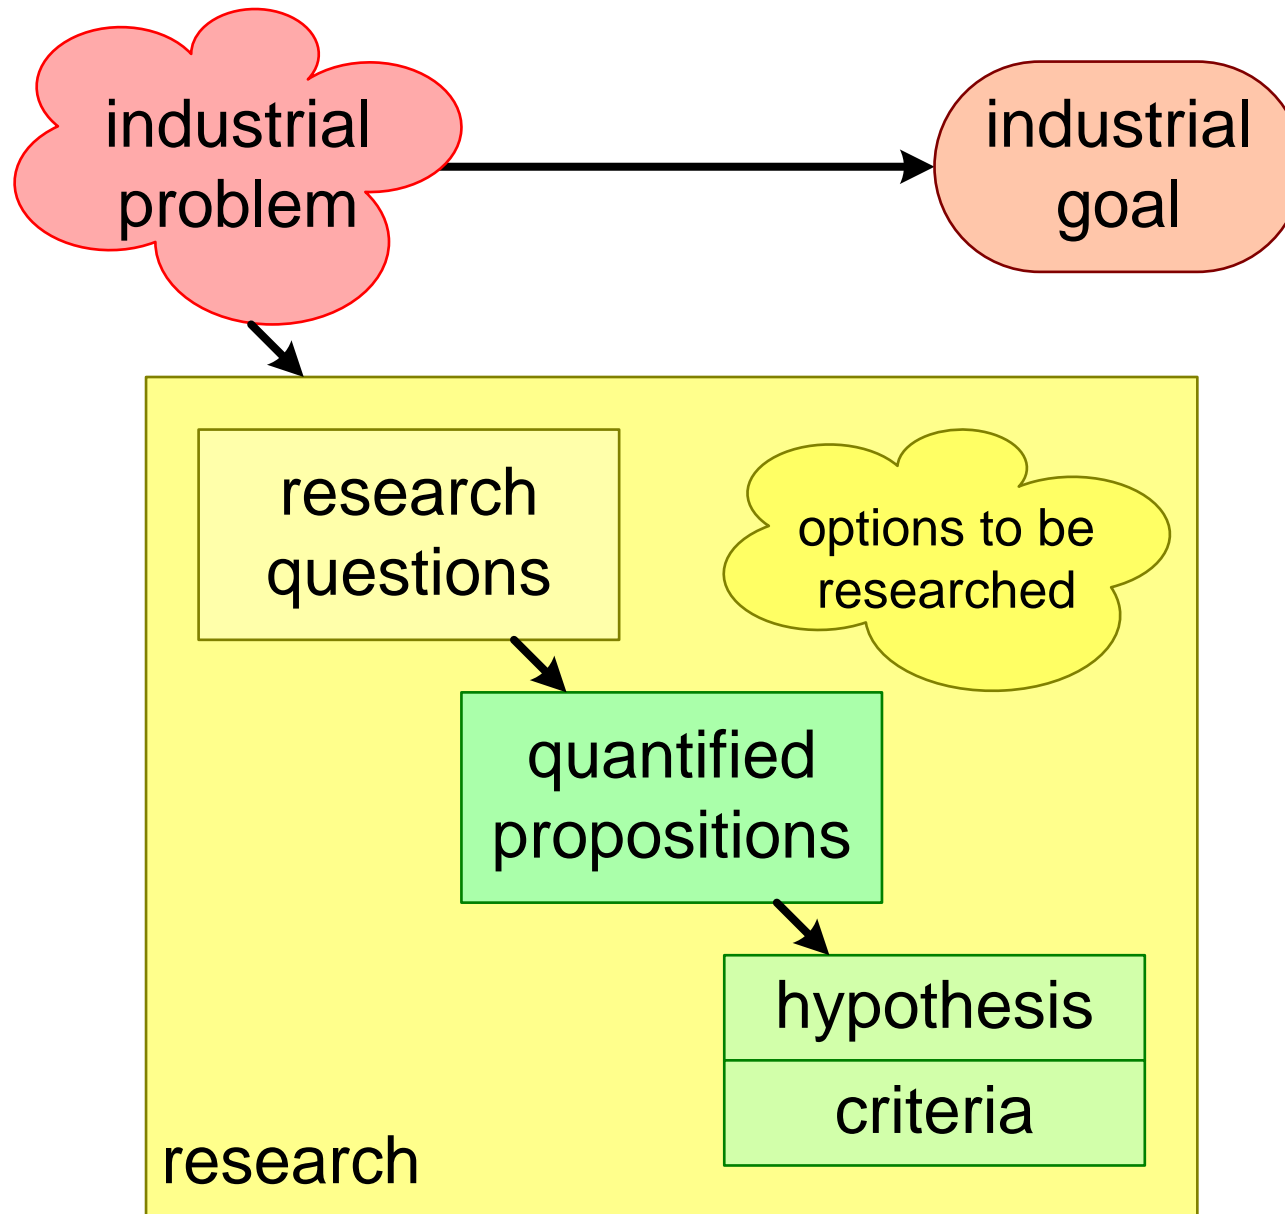 industrial
problem
industrial
goal
research
questions
options to be
researched
quantified
propositions
hypothesis
criteria
research